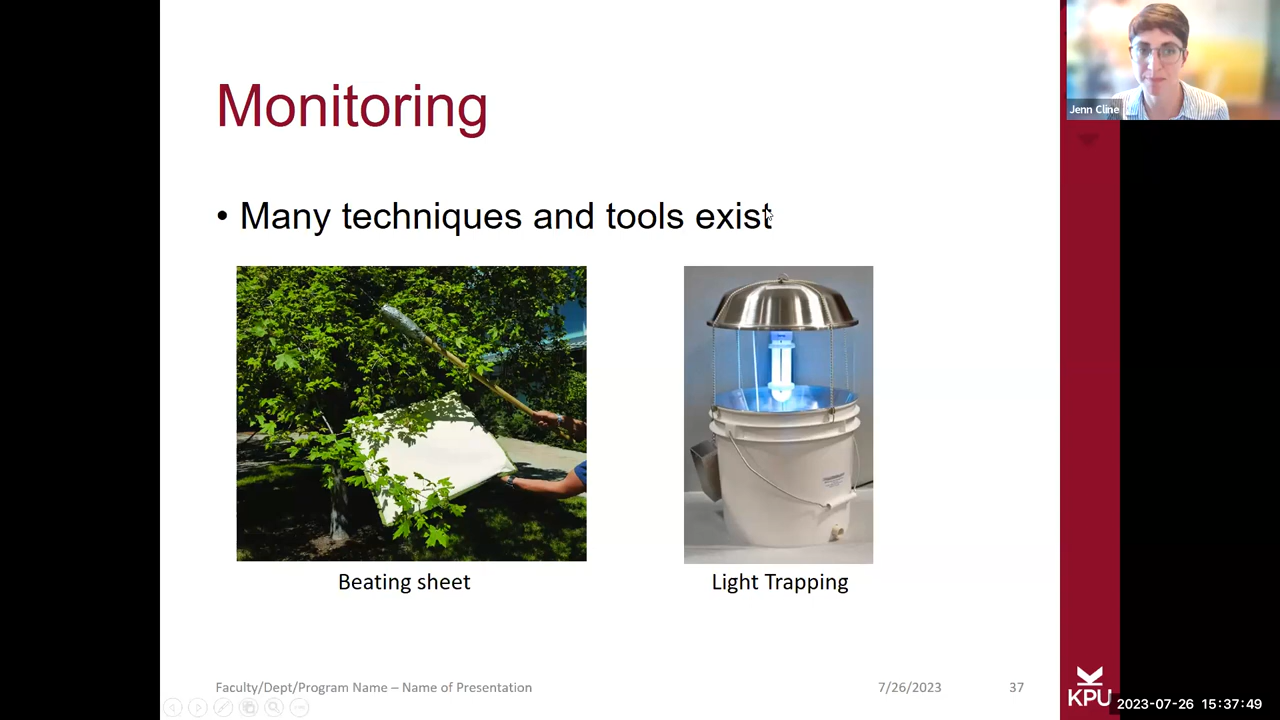 Monitoring
Jenn Cline
• Many techniques and tools exist
Beating sheet
Light Trapping
Faculty/Dept/Program Name – Name of Presentation
7/26/2023
37
KPU
2023-07-26 15:37:49